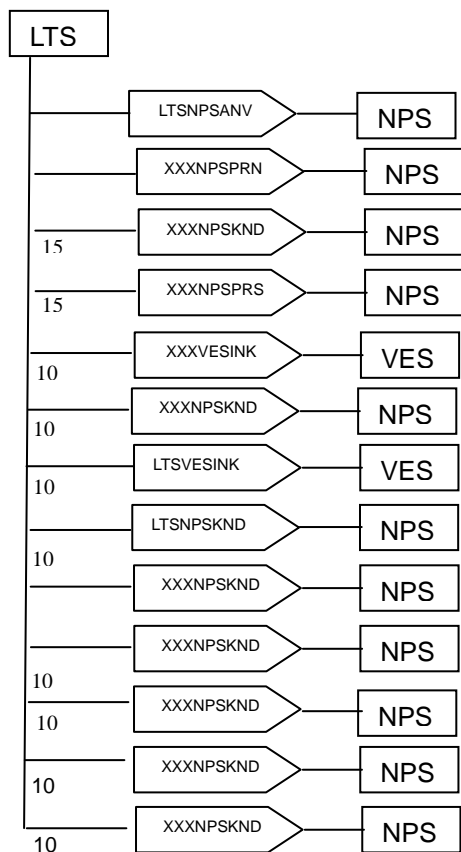 LTS
LTSNPSANV NPS
XXXNPSPRN NPS
XXXNPSKND NPS
15
XXXNPSPRS NPS
15
XXXVESINK VES
10
XXXNPSKND NPS
10
LTSVESINK VES
10
LTSNPSKND NPS
10
XXXNPSKND NPS
XXXNPSKND NPS
10
XXXNPSKND NPS
10
XXXNPSKND NPS
10
XXXNPSKND NPS
10